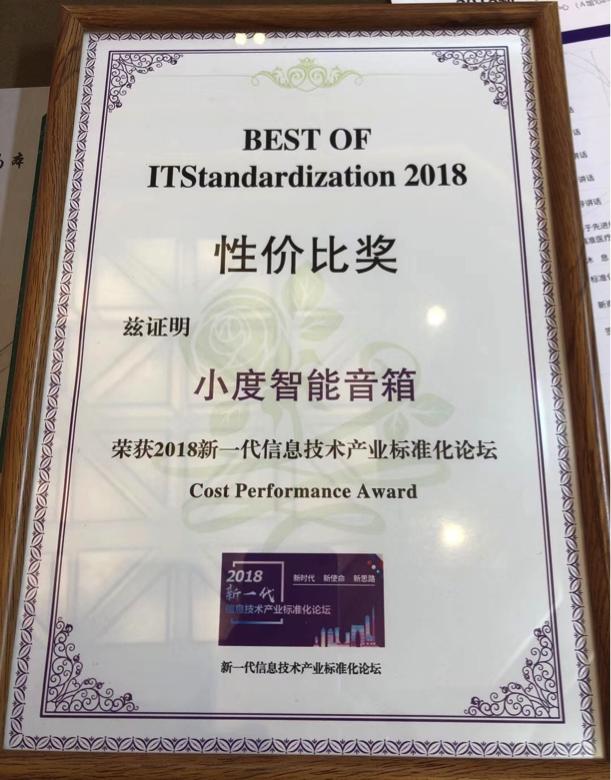 BEST OF
ITStandardization 2018
性价比奖
兹证明
小度智能音箱
荣获2018新一代信息技术产业标准化论坛
Cost Performance Award
2018
新时代 新使命 新思路
新一代
信息技术产业标准化论坛
新一代信息技术产业标准化论坛